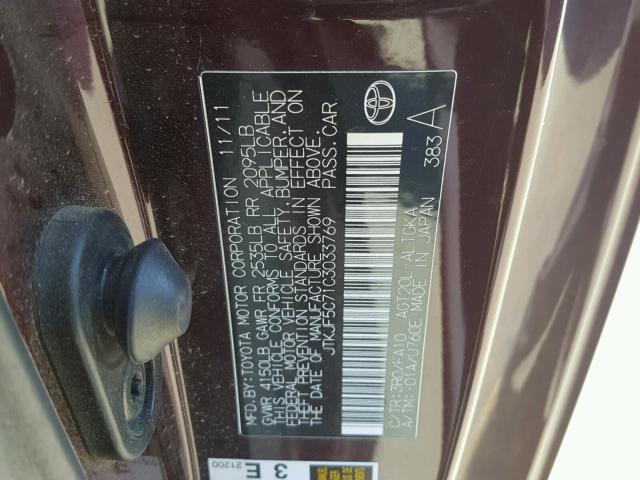 MFD.BY: TOYOTA MOTOR CORPORATION 11/11
GVWR 4150LB GAWR FR 2535LB RR 2095LB
THIS VEHICLE CONFORMS TO ALL APPLICABLE
FEDERAL MOTOR VEHICLE SAFETY, BUMPER, AND
THEFT PREVENTION STANDARDS IN EFFECT ON
THE DATE OF MANUFACTURE SHOWN ABOVE.
JTKJF5C71C3033769 PASS.CAR
C/TR:3R0/FA10 AGT20L-ALTGKA
A/TM:-01A/U760E MADE IN JAPAN
383 A
21200
3 E